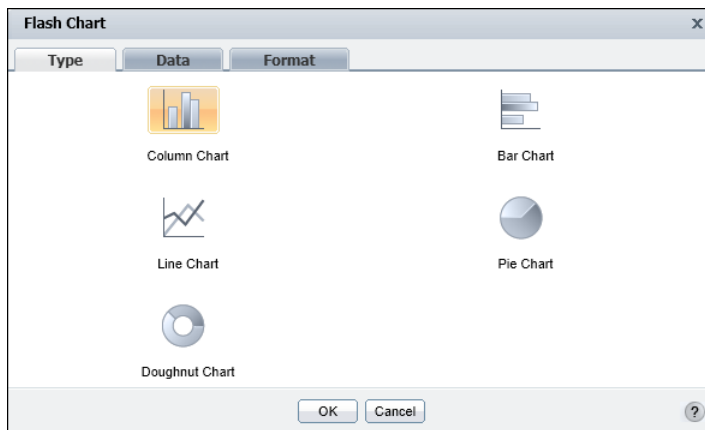 Flash Chart x
Type Data Format
Column Chart Bar Chart
Line Chart Pie Chart
Doughnut Chart
OK Cancel ?